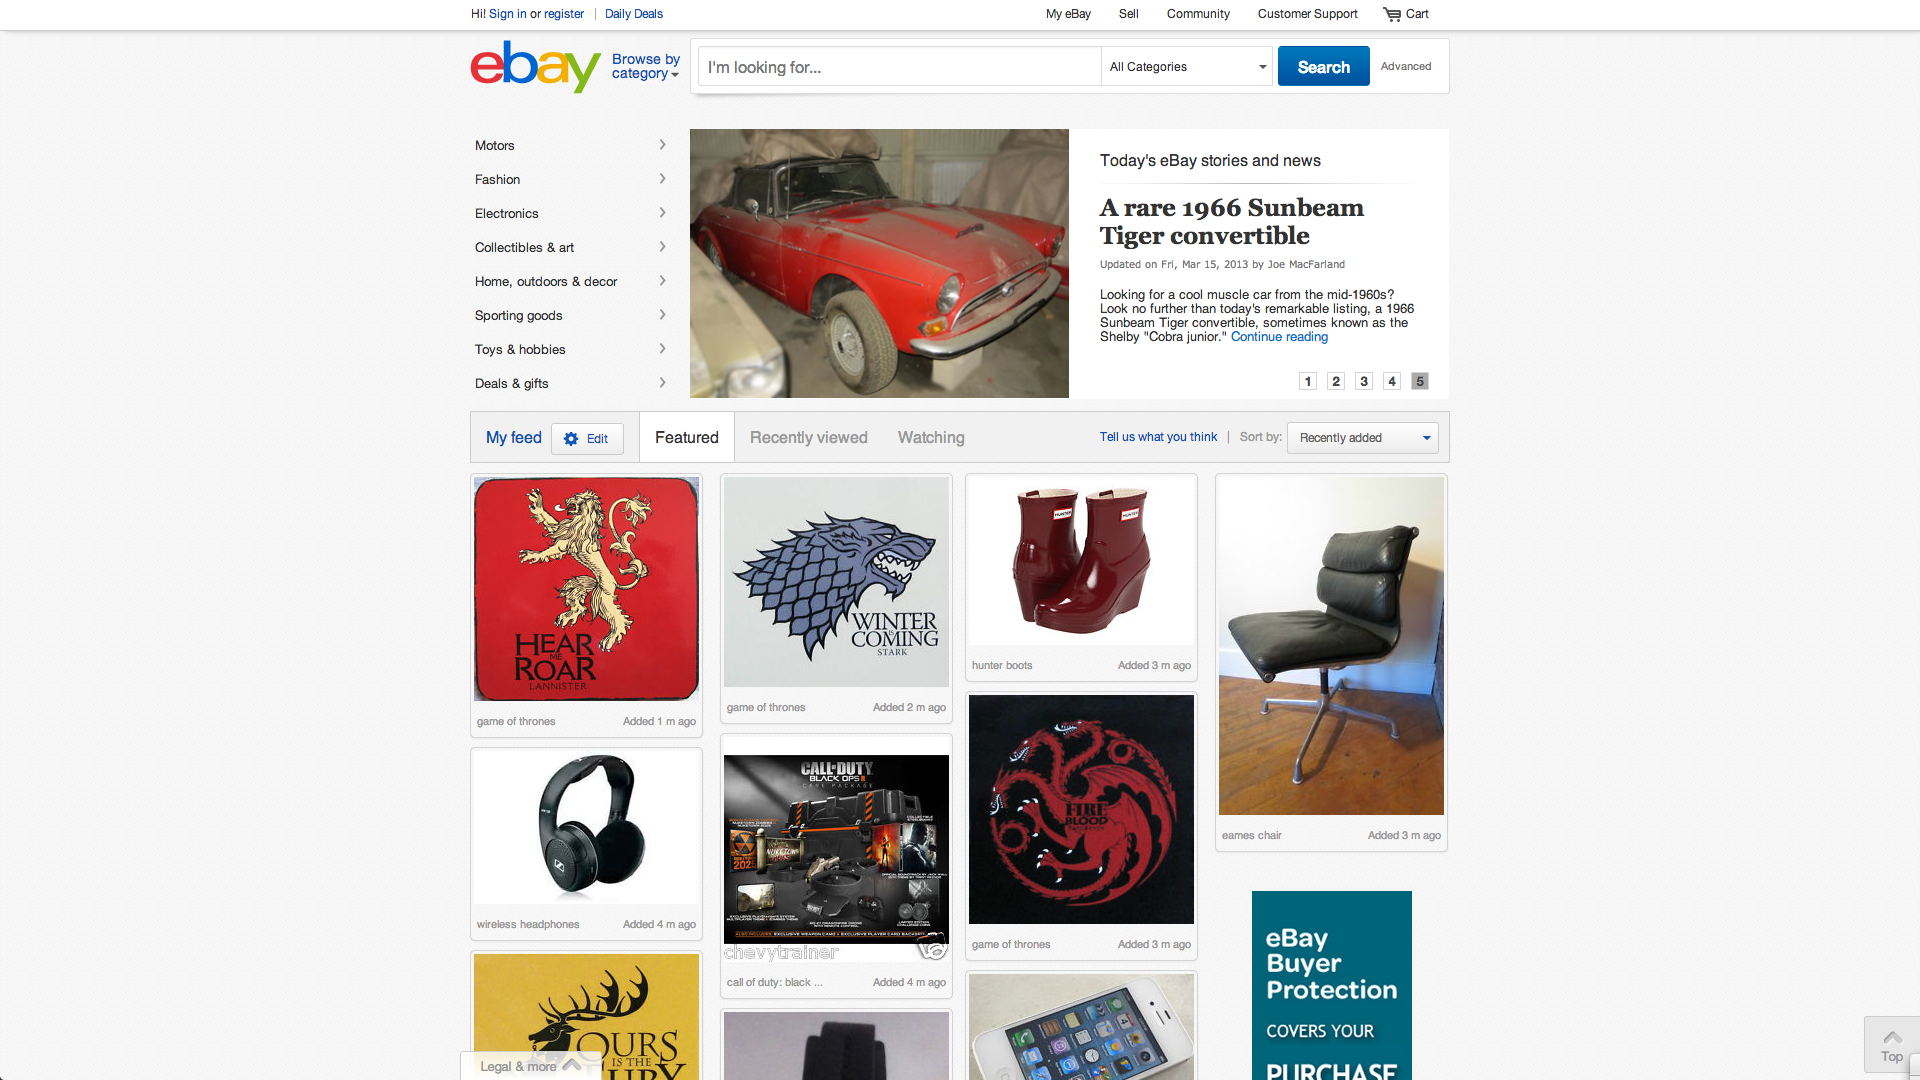 Hi! Sign in or register | Daily Deals
My eBay Sell Community Customer Support Cart
ebay
Browse by
category
I'm looking for...
All Categories
Search
Advanced
Motors
Fashion
Electronics
Collectibles & art
Home, outdoors & decor
Sporting goods
Toys & hobbies
Deals & gifts
Today's eBay stories and news
A rare 1966 Sunbeam
Tiger convertible
Updated on Fri, Mar 15, 2013 by Joe MacFarland
Looking for a cool muscle car from the mid-1960s?
Look no further than today's remarkable listing, a 1966
Sunbeam Tiger convertible, sometimes known as the
Shelby "Cobra junior." Continue reading
1 2 3 4 5
My feed Edit Featured Recently viewed Watching
Tell us what you think | Sort by: Recently added
HEAR
ME
ROAR
LANNISTER
game of thrones Added 1 m ago
WINTER
IS
COMING
STARK
game of thrones Added 2 m ago
HUNTER
HUNTER
hunter boots Added 3 m ago
eames chair Added 3 m ago
wireless headphones Added 4 m ago
CALL OF DUTY
BLACK OPS II
CARE PACKAGE
NUKETOWN
2025
chevytrainer
call of duty: black ... Added 4 m ago
FIRE
BLOOD
game of thrones Added 3 m ago
OURS
IS THE
FURY
eBay
Buyer
Protection
COVERS YOUR
PURCHASE
Legal & more
Top